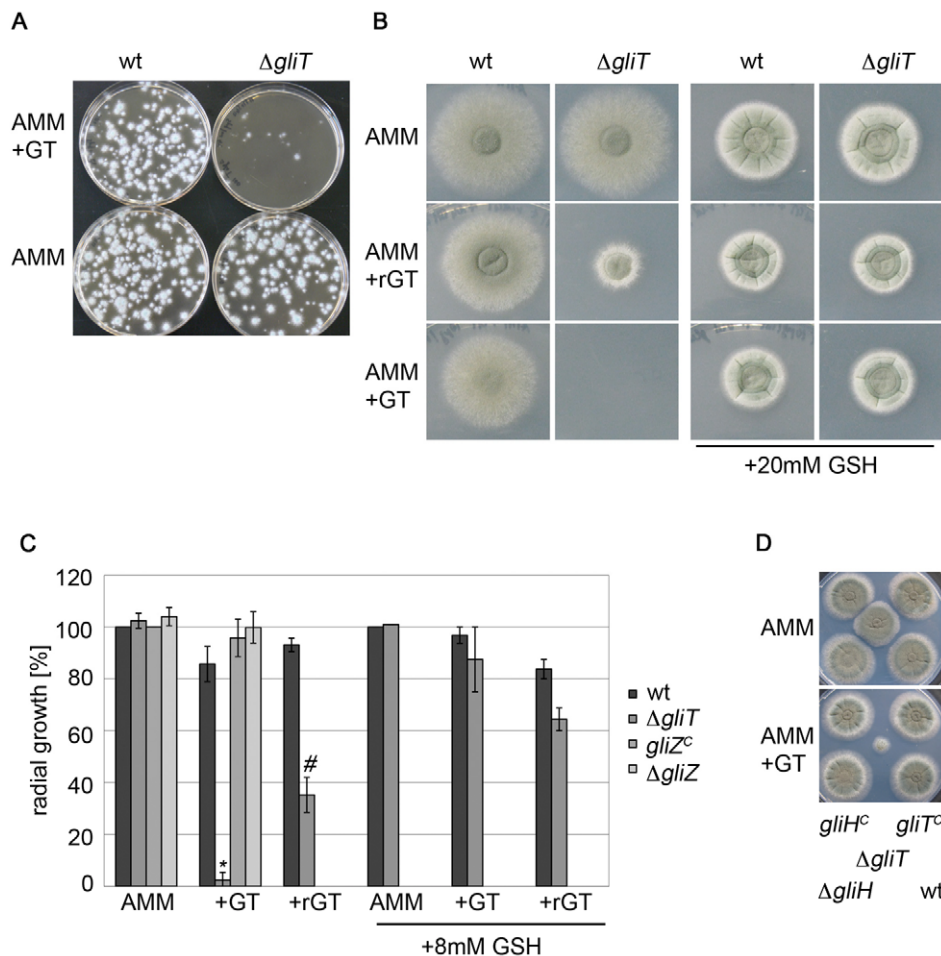 A
wt ΔgliT
AMM
+GT
AMM
B
wt ΔgliT wt ΔgliT
AMM
AMM
+rGT
AMM
+GT
+20mM GSH
C
radial growth [%]
120
100
80
60
40
20
0
*
#
AMM +GT +rGT AMM +GT +rGT
+8mM GSH
wt
ΔgliT
gliZᶜ
ΔgliZ
D
AMM
AMM
+GT
gliHᶜ gliTᶜ
ΔgliT
ΔgliH wt